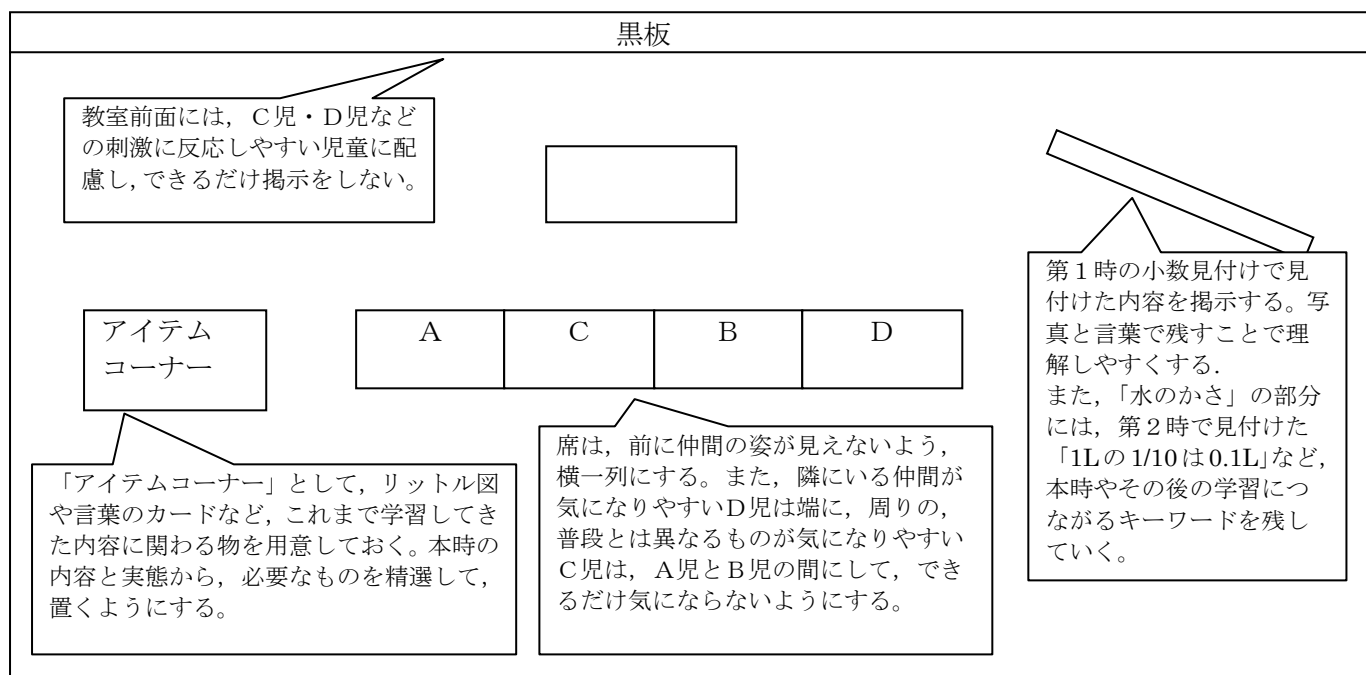 黒板
教室前面には，Ｃ児・Ｄ児など
の刺激に反応しやすい児童に配
慮し，できるだけ掲示をしない。
アイテム
コーナー
A
C
B
D
「アイテムコーナー」として，リットル図
や言葉のカードなど，これまで学習してき
た内容に関わる物を用意しておく。本時の
内容と実態から，必要なものを精選して，
置くようにする。
席は，前に仲間の姿が見えないよう，
横一列にする。また，隣にいる仲間が
気になりやすいＤ児は端に，周りの，
普段とは異なるものが気になりやすい
Ｃ児は，Ａ児とＢ児の間にして，でき
るだけ気にならないようにする。
第１時の小数見付けで見
付けた内容を掲示する。写
真と言葉で残すことで理
解しやすくする.
また，「水のかさ」の部分
には，第２時で見付けた
「1Lの 1/10 は 0.1L」など，
本時やその後の学習につ
ながるキーワードを残し
ていく。